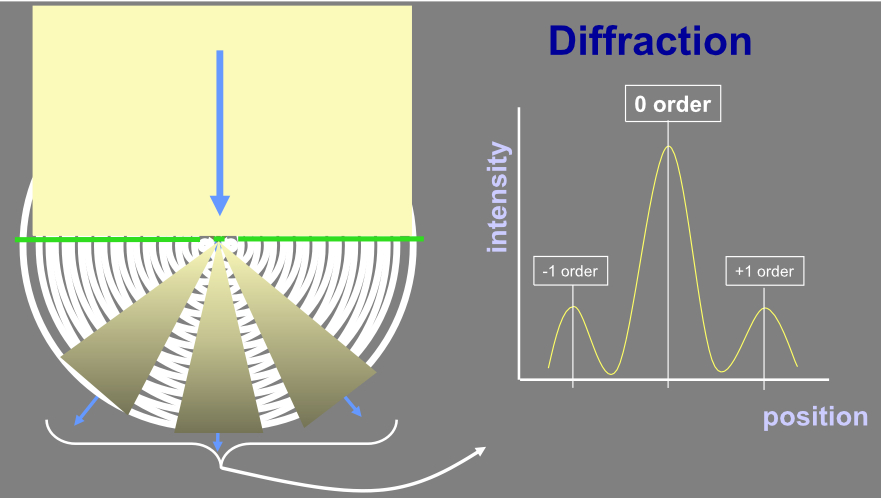 Diffraction
0 order
intensity
-1 order
+1 order
position